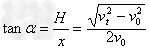 tan α = H/x = √(v_t² − v_0²)/(2v_0)